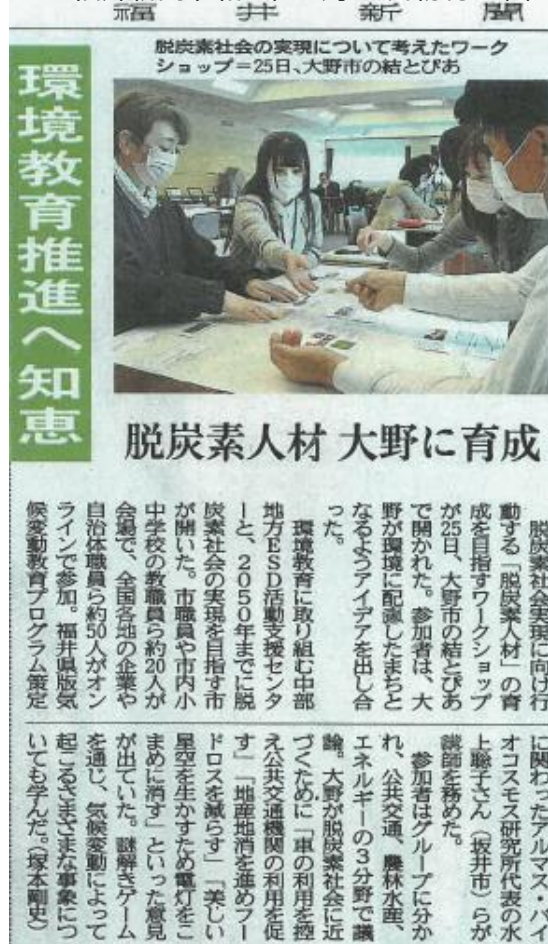 福井新聞
脱炭素社会の実現について考えたワーク
ショップ＝25日、大野市の結とぴあ
環境教育推進へ知恵
脱炭素人材 大野に育成
脱炭素社会実現に向け行
動する「脱炭素人材」の育
成を目指すワークショップ
が25日、大野市の結とぴあ
で開かれた。参加者は、大
野が環境に配慮したまちと
なるようアイデアを出し合
った。
環境教育に取り組む中部
地方ＥＳＤ活動支援センタ
ーと、２０５０年までに脱
炭素社会の実現を目指す市
が開いた。市職員や市内小
中学校の教職員ら約20人が
会場で、全国各地の企業や
自治体職員ら約50人がオン
ラインで参加。福井県版気
候変動教育プログラム策定
に関わったアルマス・バイ
オコスモス研究所代表の水
上聡子さん（坂井市）らが
講師を務めた。
参加者はグループに分か
れ、公共交通、農林水産、
エネルギーの３分野で議
論。大野が脱炭素社会に近
づくために「車の利用を控
え公共交通機関の利用を促
す」「地産地消を進めフー
ドロスを減らす」「美しい
星空を生かすため電灯をこ
まめに消す」といった意見
が出ていた。謎解きゲーム
を通じ、気候変動によって
起こるさまざまな事象につ
いても学んだ。（塚本剛史）